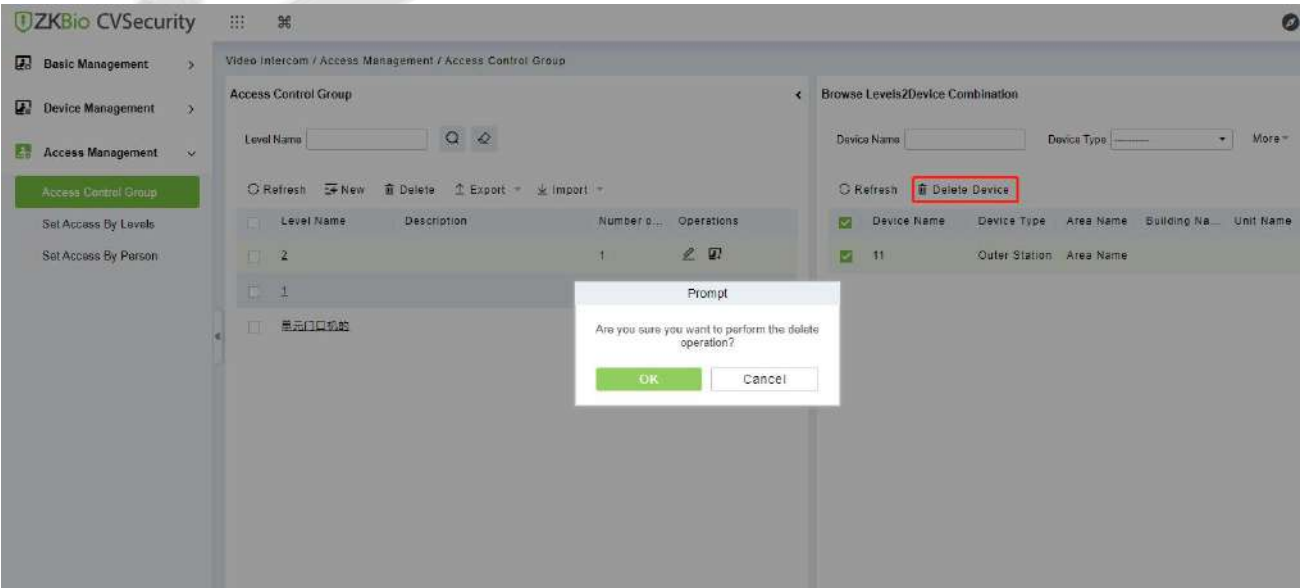 ZKBio CVSecurity
Basic Management
Device Management
Access Management
Access Control Group
Set Access By Levels
Set Access By Person
Video Intercom / Access Management / Access Control Group
Access Control Group
Level Name
Refresh New Delete Export Import
Level Name Description Number o... Operations
2 1
1
单元门口机的
Browse Levels2Device Combination
Device Name Device Type --------- More
Refresh Delete Device
Device Name Device Type Area Name Building Na... Unit Name
11 Outer Station Area Name
Prompt
Are you sure you want to perform the delete
operation?
OK Cancel